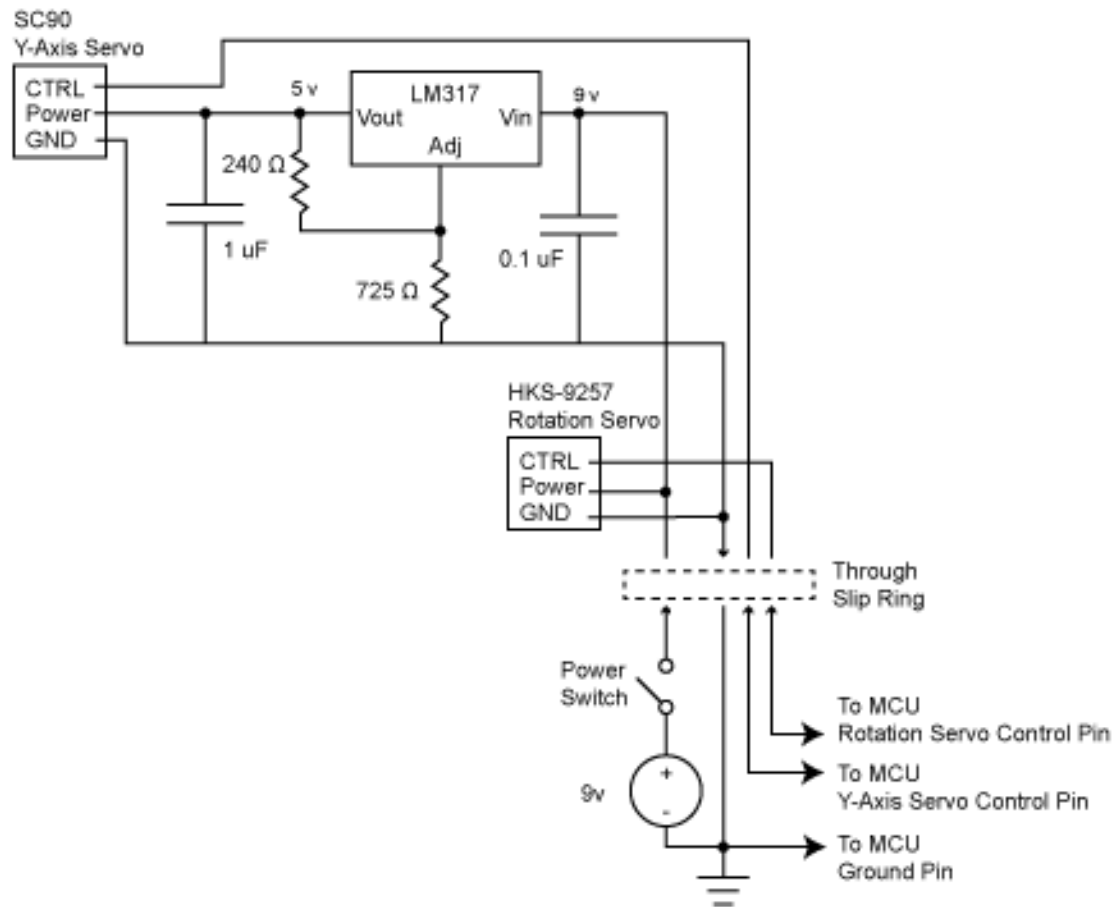 SC90
Y-Axis Servo
CTRL
Power
GND
5 v
LM317
Vout
Vin
Adj
9 v
240 Ω
1 uF
725 Ω
0.1 uF
HKS-9257
Rotation Servo
CTRL
Power
GND
Through
Slip Ring
Power
Switch
9v
+
-
To MCU
Rotation Servo Control Pin
To MCU
Y-Axis Servo Control Pin
To MCU
Ground Pin